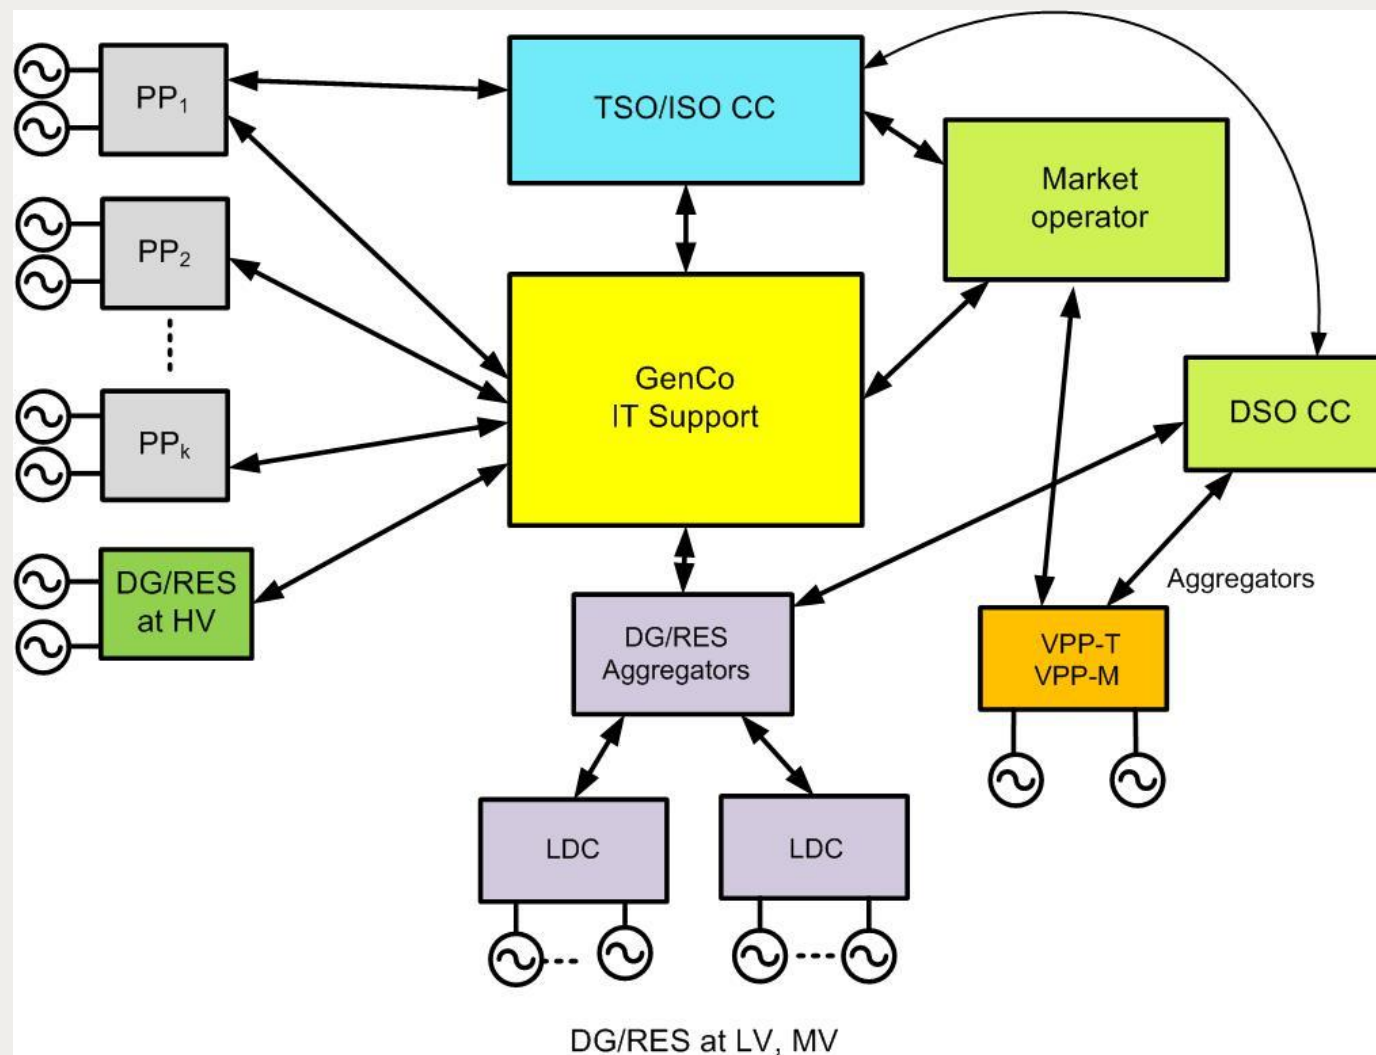 PP₁
TSO/ISO CC
Market
operator
PP₂
GenCo
IT Support
PPₖ
DSO CC
DG/RES
at HV
Aggregators
DG/RES
Aggregators
VPP-T
VPP-M
LDC
LDC
DG/RES at LV, MV